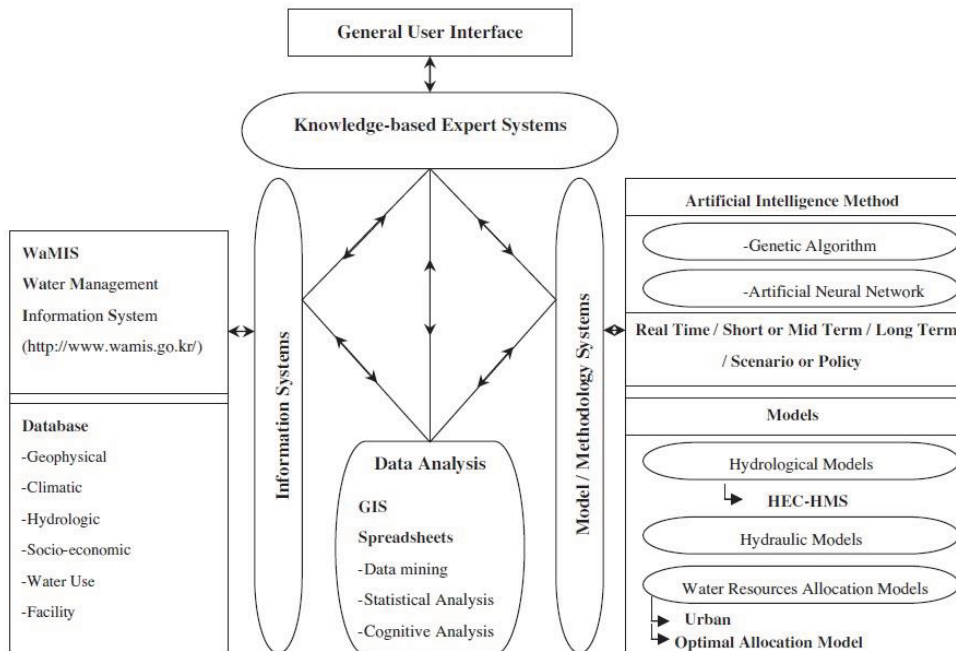 General User Interface
Knowledge-based Expert Systems
WaMIS
Water Management
Information System
(http://www.wamis.go.kr/)
Database
-Geophysical
-Climatic
-Hydrologic
-Socio-economic
-Water Use
-Facility
Information Systems
Data Analysis
GIS
Spreadsheets
-Data mining
-Statistical Analysis
-Cognitive Analysis
Model / Methodology Systems
Artificial Intelligence Method
-Genetic Algorithm
-Artificial Neural Network
Real Time / Short or Mid Term / Long Term
/ Scenario or Policy
Models
Hydrological Models
HEC-HMS
Hydraulic Models
Water Resources Allocation Models
Urban
Optimal Allocation Model